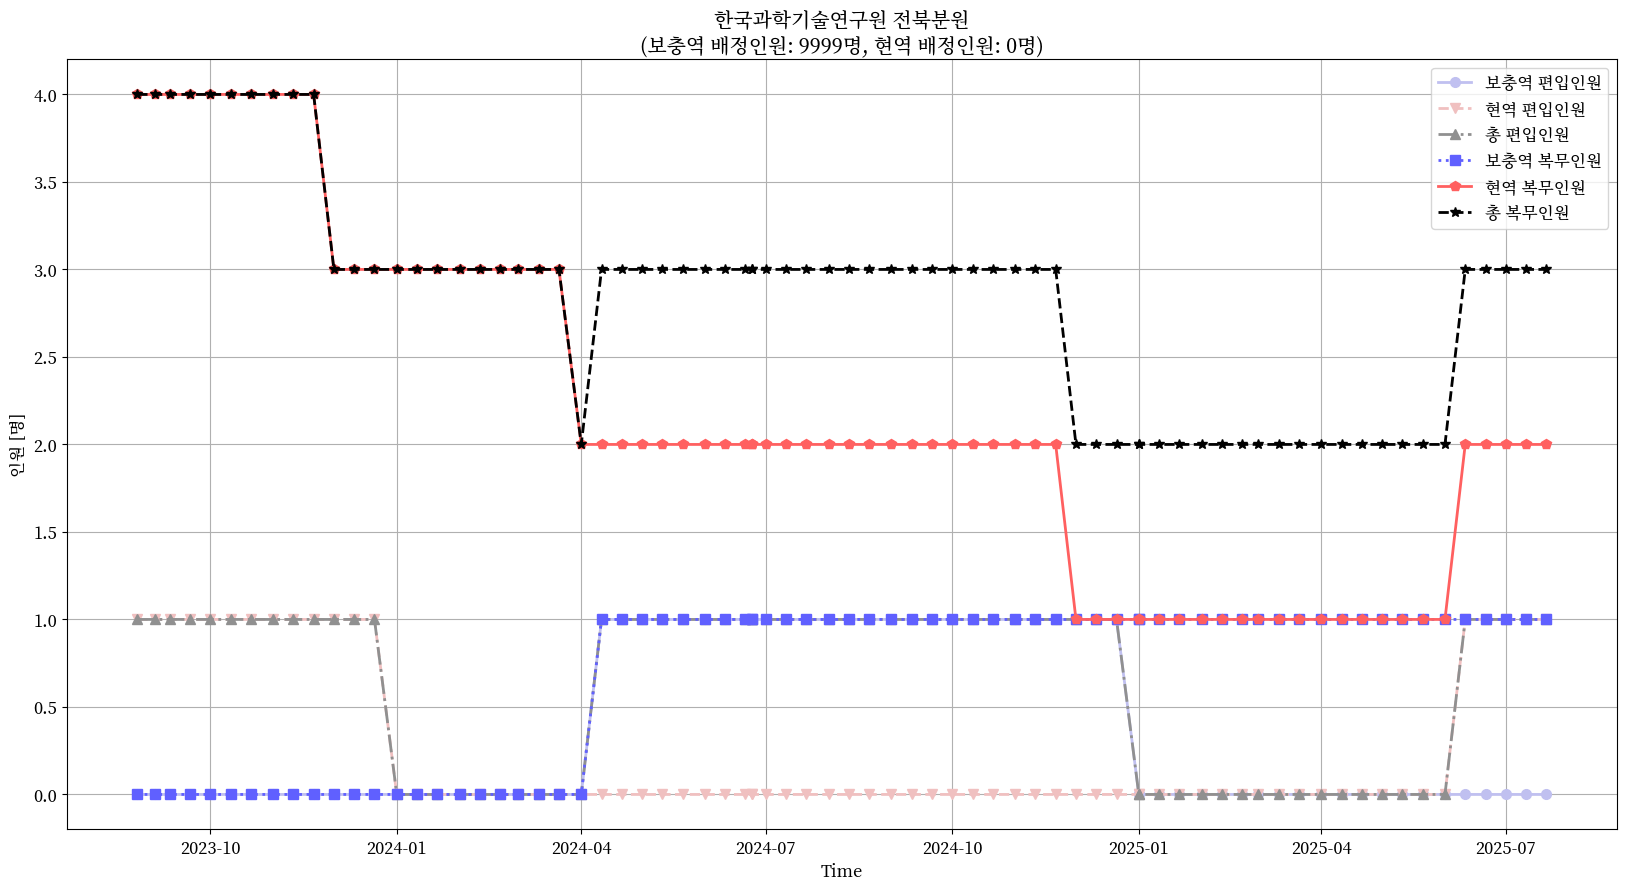 한국과학기술연구원 전북분원
(보충역 배정인원: 9999명, 현역 배정인원: 0명)
보충역 편입인원
현역 편입인원
총 편입인원
보충역 복무인원
현역 복무인원
총 복무인원
인원 [명]
4.0
3.5
3.0
2.5
2.0
1.5
1.0
0.5
0.0
2023-10
2024-01
2024-04
2024-07
2024-10
2025-01
2025-04
2025-07
Time